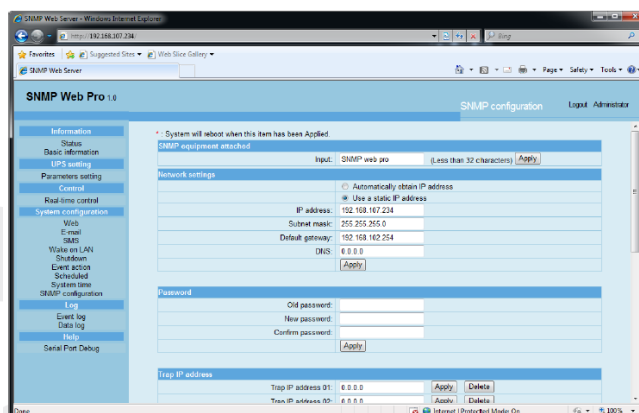 SNMP Web Server - Windows Internet Explorer
http://192.168.107.234/
Bing
Favorites Suggested Sites Web Slice Gallery
SNMP Web Server
Page Safety Tools
SNMP Web Pro 1.0
SNMP configuration Logout Administrator
Information
Status
Basic information
UPS setting
Parameters setting
Control
Real-time control
System configuration
Web
E-mail
SMS
Wake on LAN
Shutdown
Event action
Scheduled
System time
SNMP configuration
Log
Event log
Data log
Help
Serial Port Debug
* : System will reboot when this item has been Applied.
SNMP equipment attached
Input: SNMP web pro (Less than 32 characters) Apply
Network settings
Automatically obtain IP address
Use a static IP address
IP address: 192.168.107.234
Subnet mask: 255.255.255.0
Default gateway: 192.168.102.254
DNS: 0.0.0.0
Apply
Password
Old password:
New password:
Confirm password:
Apply
Trap IP address
Trap IP address 01: 0.0.0.0 Apply Delete
Trap IP address 02: 0.0.0.0 Apply Delete
Done Internet | Protected Mode: On 100%